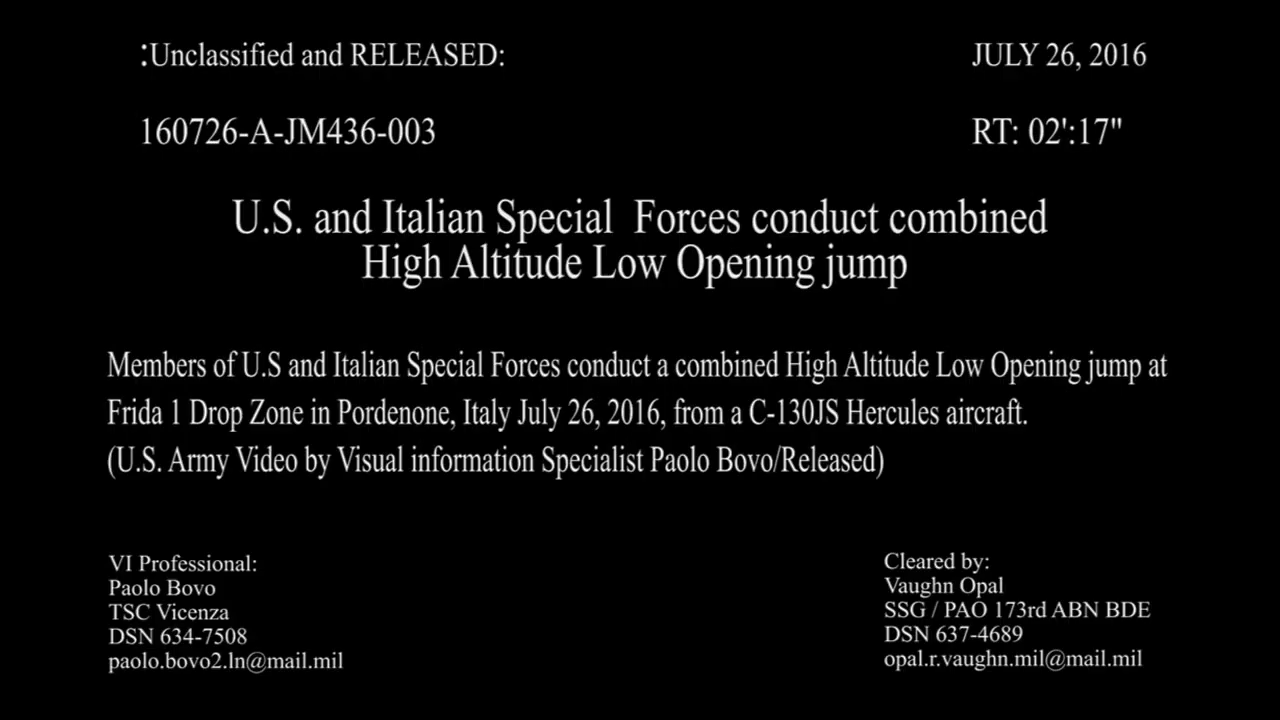 :Unclassified and RELEASED:
JULY 26, 2016
160726-A-JM436-003
RT: 02':17"
U.S. and Italian Special  Forces conduct combined
High Altitude Low Opening jump
Members of U.S and Italian Special Forces conduct a combined High Altitude Low Opening jump at
Frida 1 Drop Zone in Pordenone, Italy July 26, 2016, from a C-130JS Hercules aircraft.
(U.S. Army Video by Visual information Specialist Paolo Bovo/Released)
VI Professional:
Paolo Bovo
TSC Vicenza
DSN 634-7508
paolo.bovo2.ln@mail.mil
Cleared by:
Vaughn Opal
SSG / PAO 173rd ABN BDE
DSN 637-4689
opal.r.vaughn.mil@mail.mil